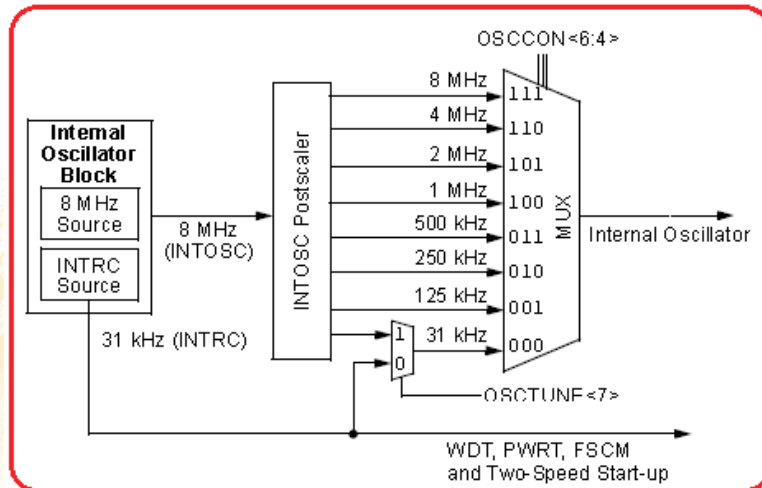 OSCCON<6:4>
Internal
Oscillator
Block
8 MHz
Source
INTRC
Source
8 MHz
(INTOSC)
31 kHz (INTRC)
INTOSC Postscaler
8 MHz
4 MHz
2 MHz
1 MHz
500 kHz
250 kHz
125 kHz
31 kHz
1
0
111
110
101
100
011
010
001
000
MUX
Internal Oscillator
OSCTUNE<7>
WDT, PWRT, FSCM
and Two-Speed Start-up